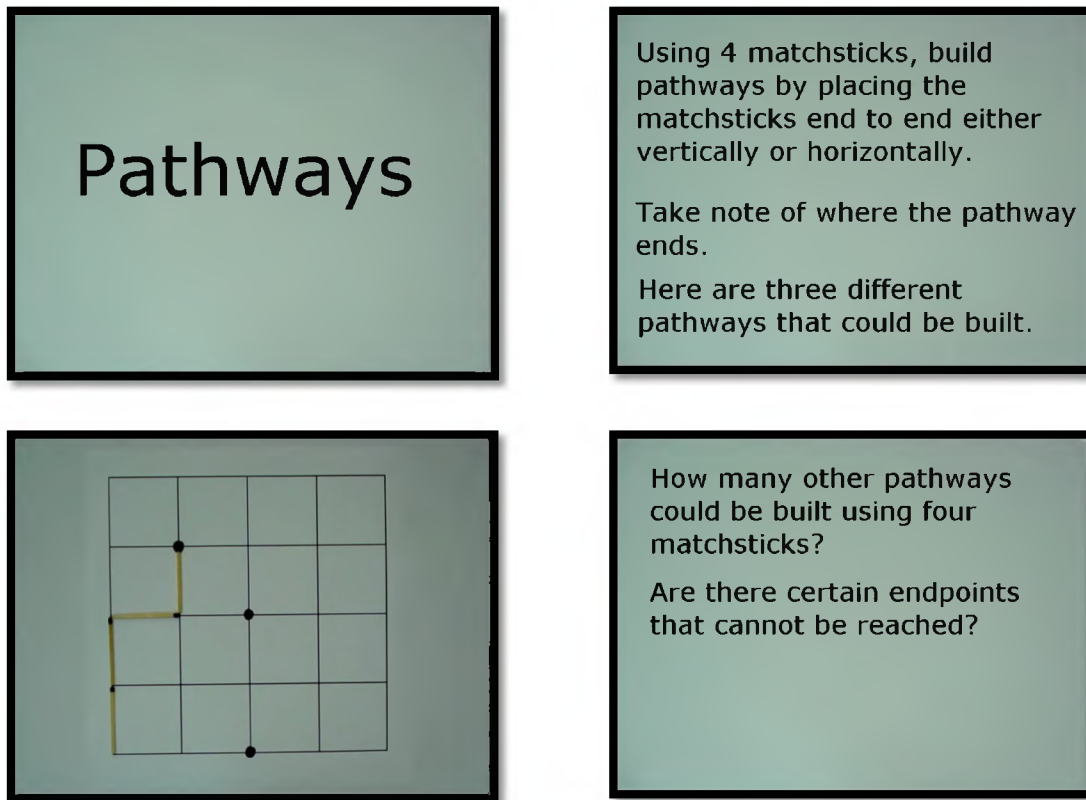 Pathways
Using 4 matchsticks, build
pathways by placing the
matchsticks end to end either
vertically or horizontally.
Take note of where the pathway
ends.
Here are three different
pathways that could be built.
How many other pathways
could be built using four
matchsticks?
Are there certain endpoints
that cannot be reached?